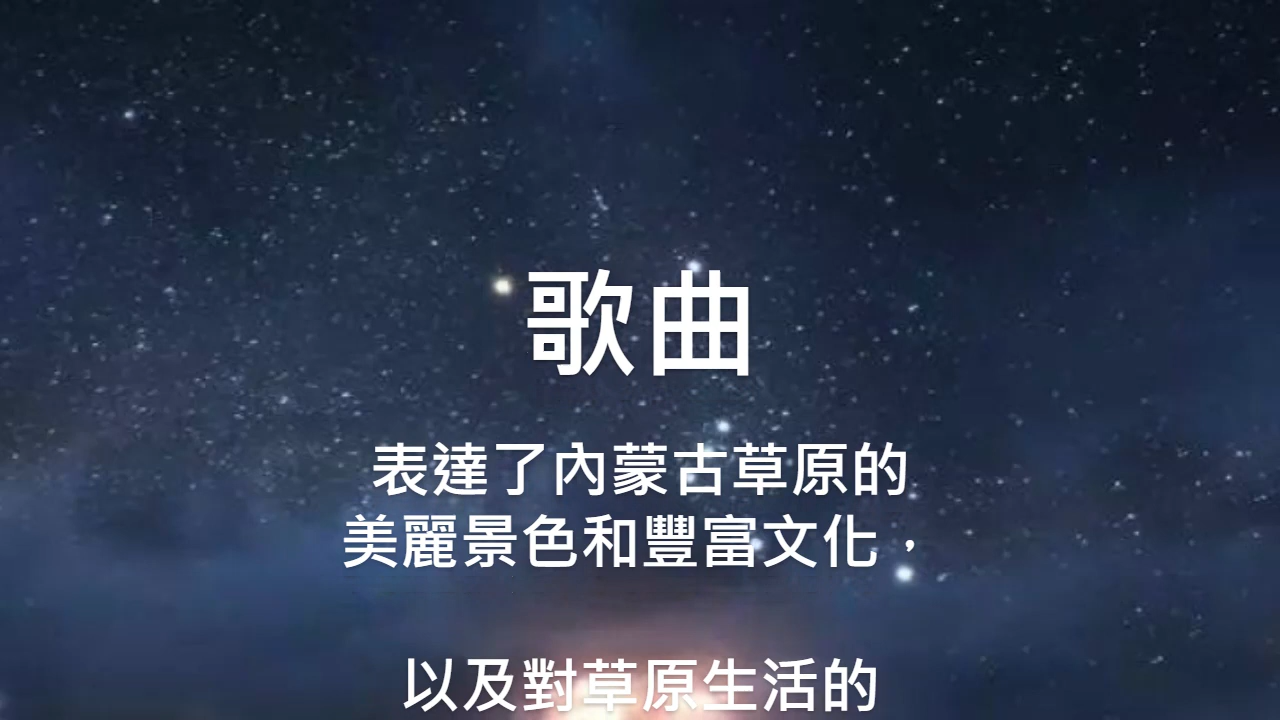 歌曲
表達了內蒙古草原的
美麗景色和豐富文化，
以及對草原生活的